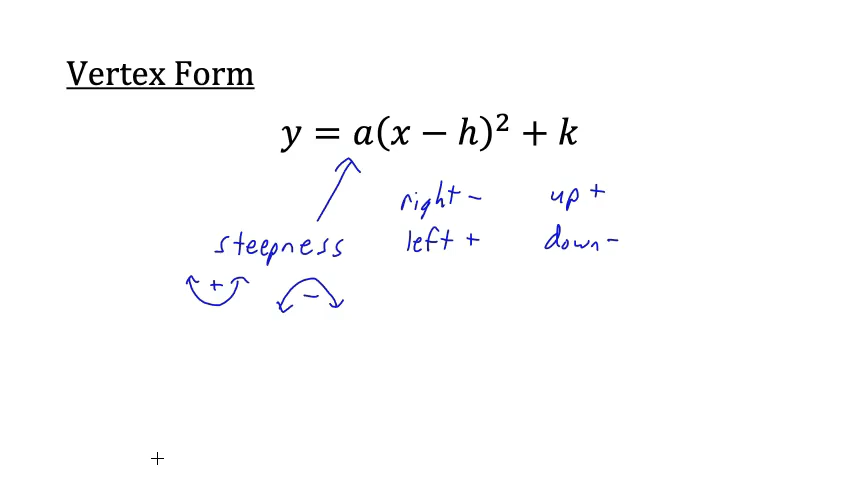 Vertex Form
y = a(x − h)² + k
right − up +
steepness left + down −
+ −